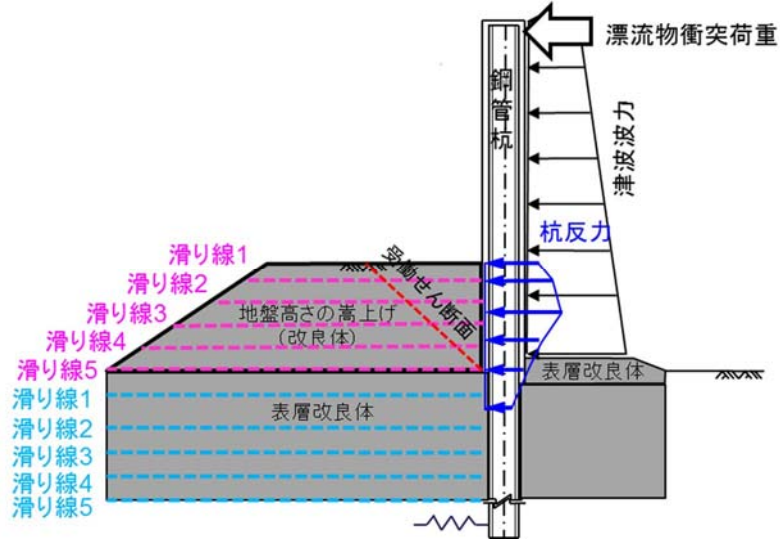 漂流物衝突荷重
鋼管杭
津波波力
杭反力
受働せん断面
滑り線1
滑り線2
滑り線3
滑り線4
滑り線5
地盤高さの嵩上げ
(改良体)
表層改良体
滑り線1
滑り線2
滑り線3
滑り線4
滑り線5
表層改良体